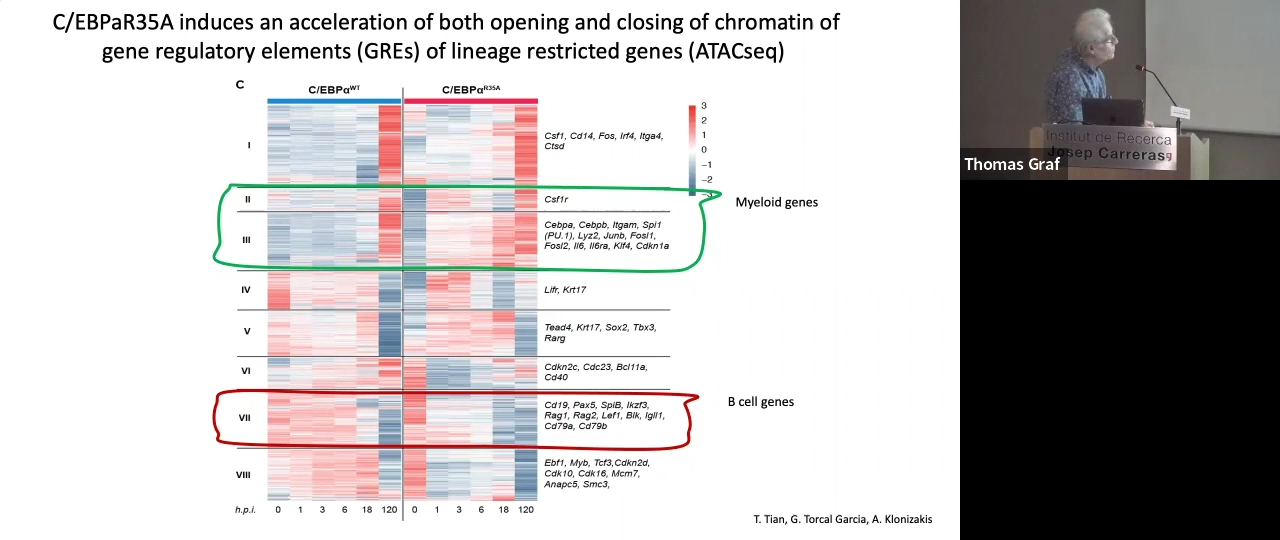 C/EBPaR35A induces an acceleration of both opening and closing of chromatin of
gene regulatory elements (GREs) of lineage restricted genes (ATACseq)
C
C/EBPαWT
C/EBPαR35A
3
2
1
0
−1
−2
I
Csf1, Cd14, Fos, Irf4, Itga4,
Ctsd
II
Csf1r
Myeloid genes
III
Cebpa, Cebpb, Itgam, Spi1
(PU.1), Lyz2, Junb, Fosl1,
Fosl2, Il6, Il6ra, Klf4, Cdkn1a
IV
Lifr, Krt17
V
Tead4, Krt17, Sox2, Tbx3,
Rarg
VI
Cdkn2c, Cdc23, Bcl11a,
Cd40
VII
Cd19, Pax5, SpiB, Ikzf3,
Rag1, Rag2, Lef1, Blk, Igll1,
Cd79a, Cd79b
B cell genes
VIII
Ebf1, Myb, Tcf3,Cdkn2d,
Cdk10, Cdk16, Mcm7,
Anapc5, Smc3,
h.p.i. 0 1 3 6 18 120 0 1 3 6 18 120
T. Tian, G. Torcal Garcia, A. Klonizakis
Institut de Recerca
Josep Carreras
Thomas Graf